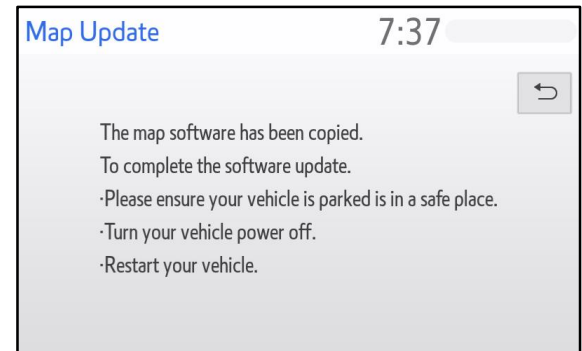 Map Update
7:37
The map software has been copied.
To complete the software update.
·Please ensure your vehicle is parked is in a safe place.
·Turn your vehicle power off.
·Restart your vehicle.